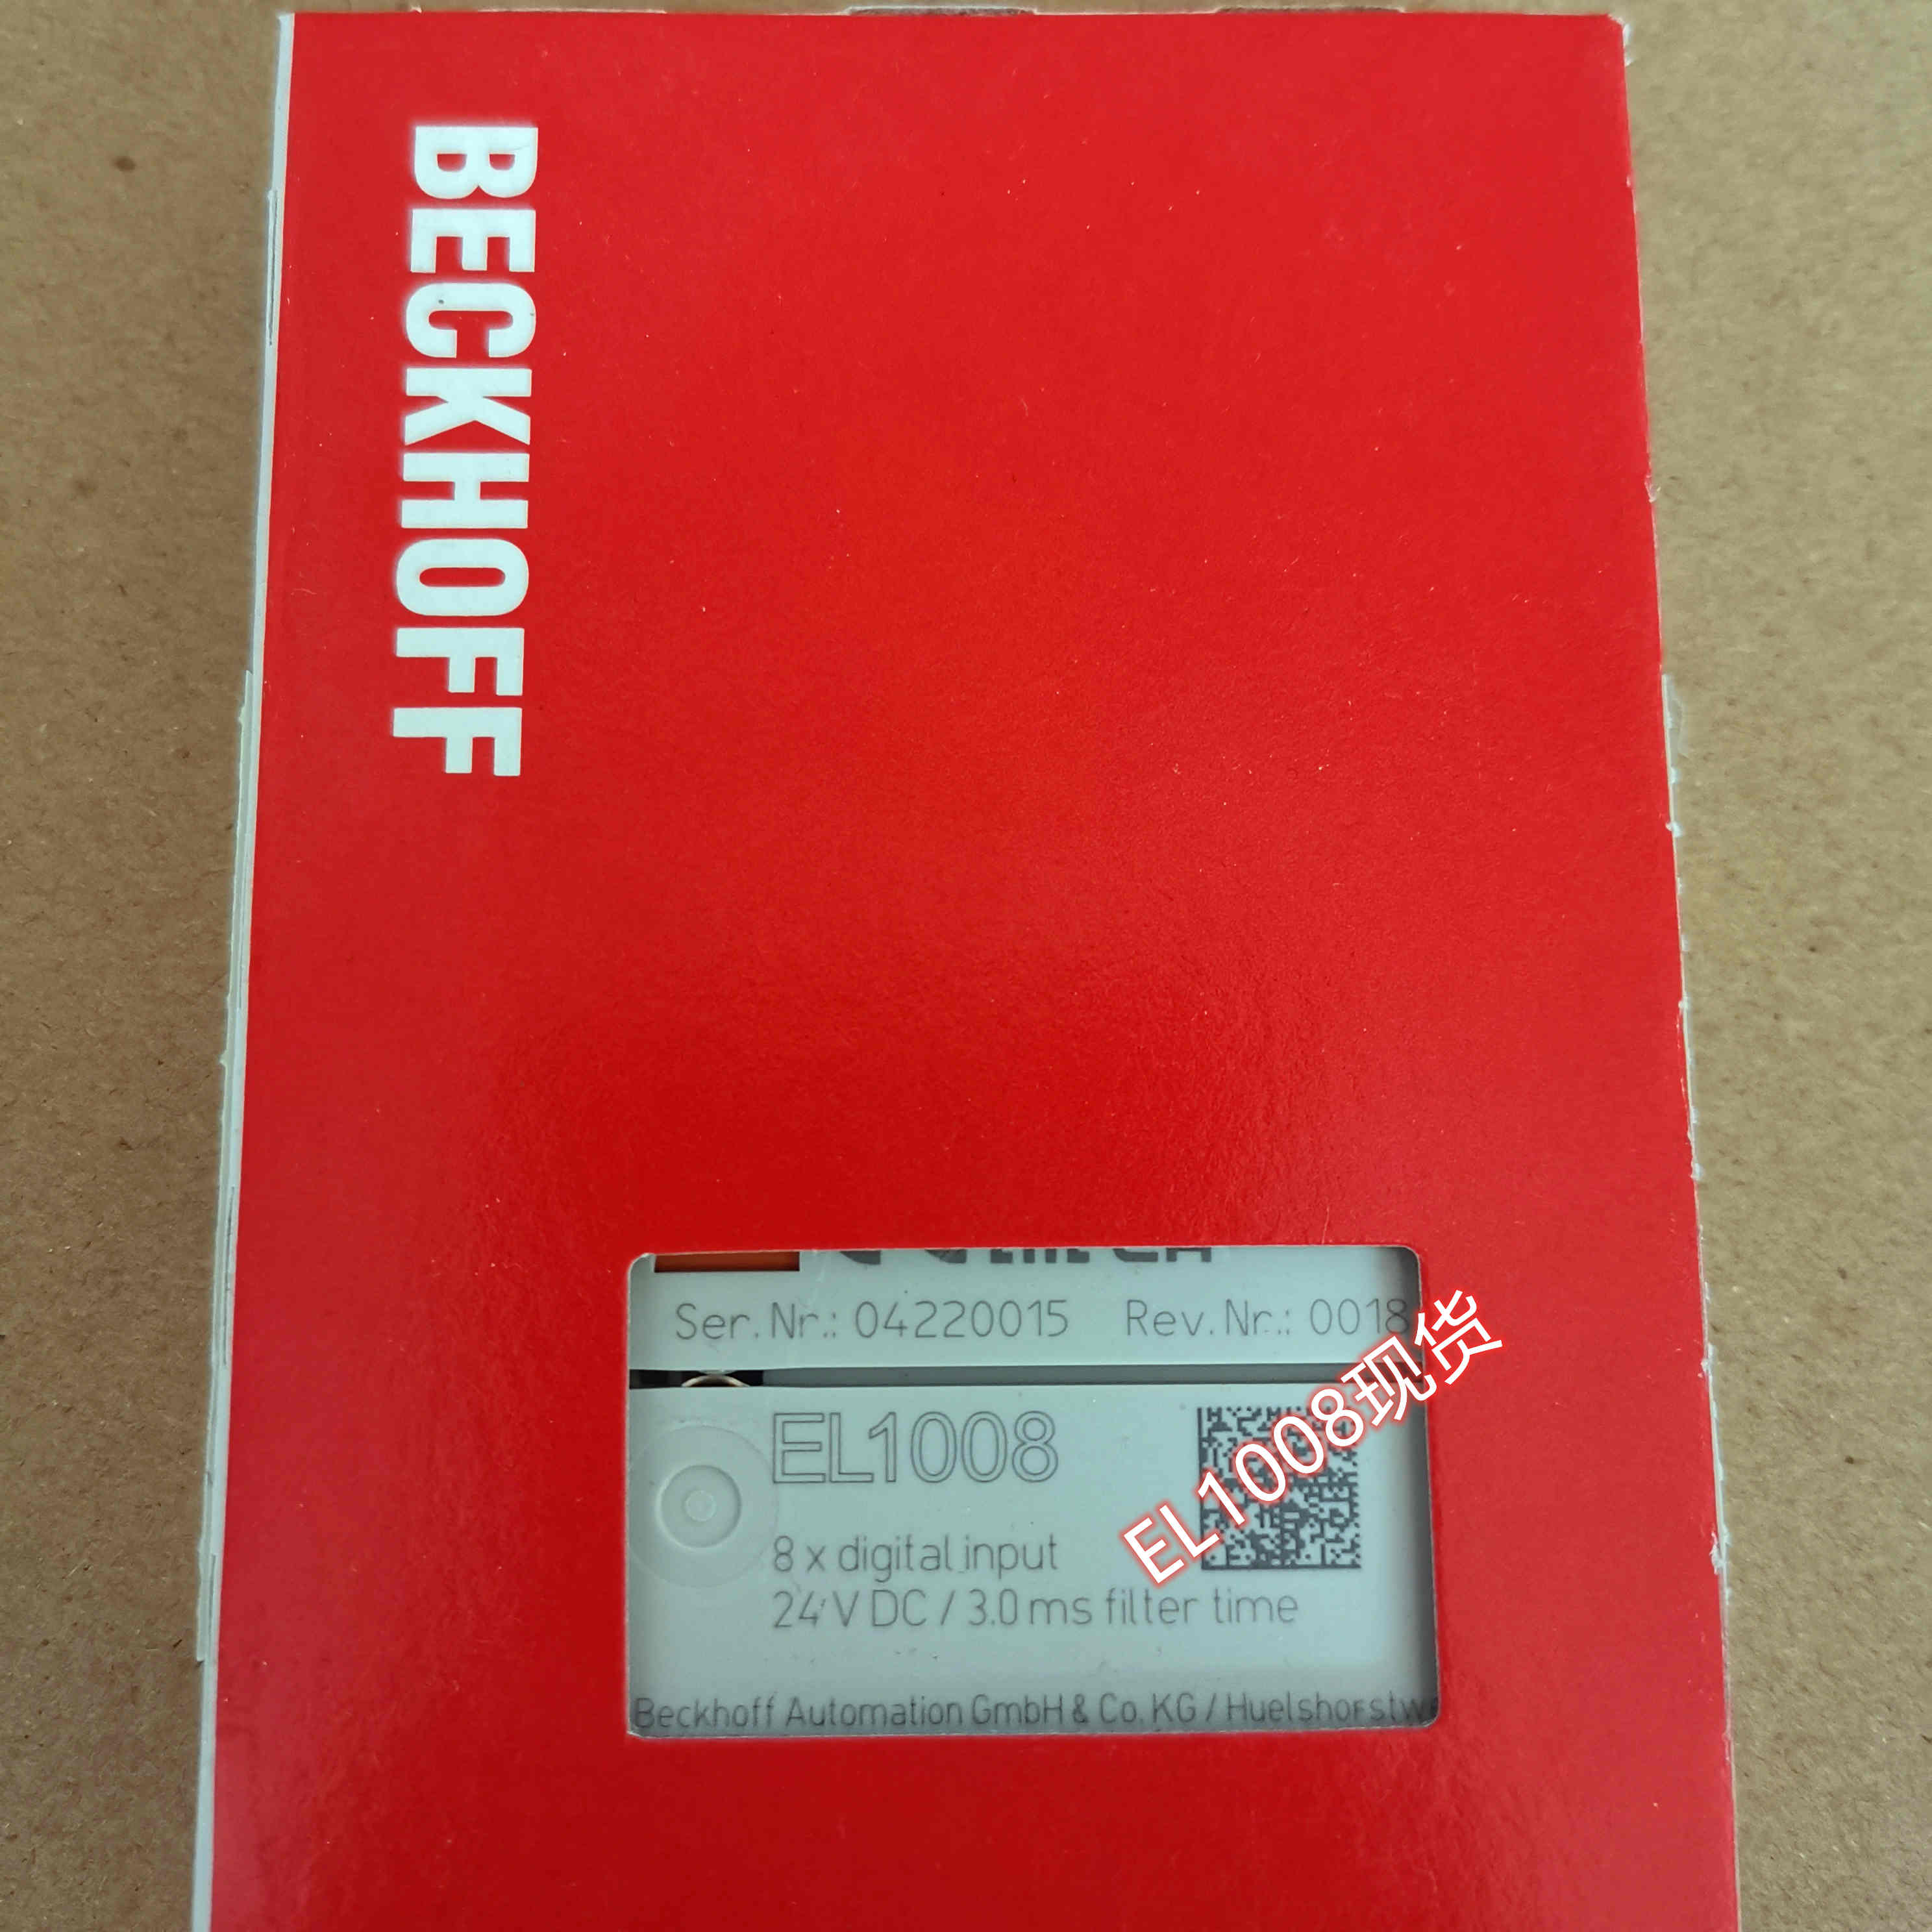 BECKHOFF
Ser.Nr.: 04220015 Rev.Nr.: 0018
EL1008
8 x digital input
24 V DC / 3.0 ms filter time
Beckhoff Automation GmbH & Co. KG / Huelshorstw
EL1008现货